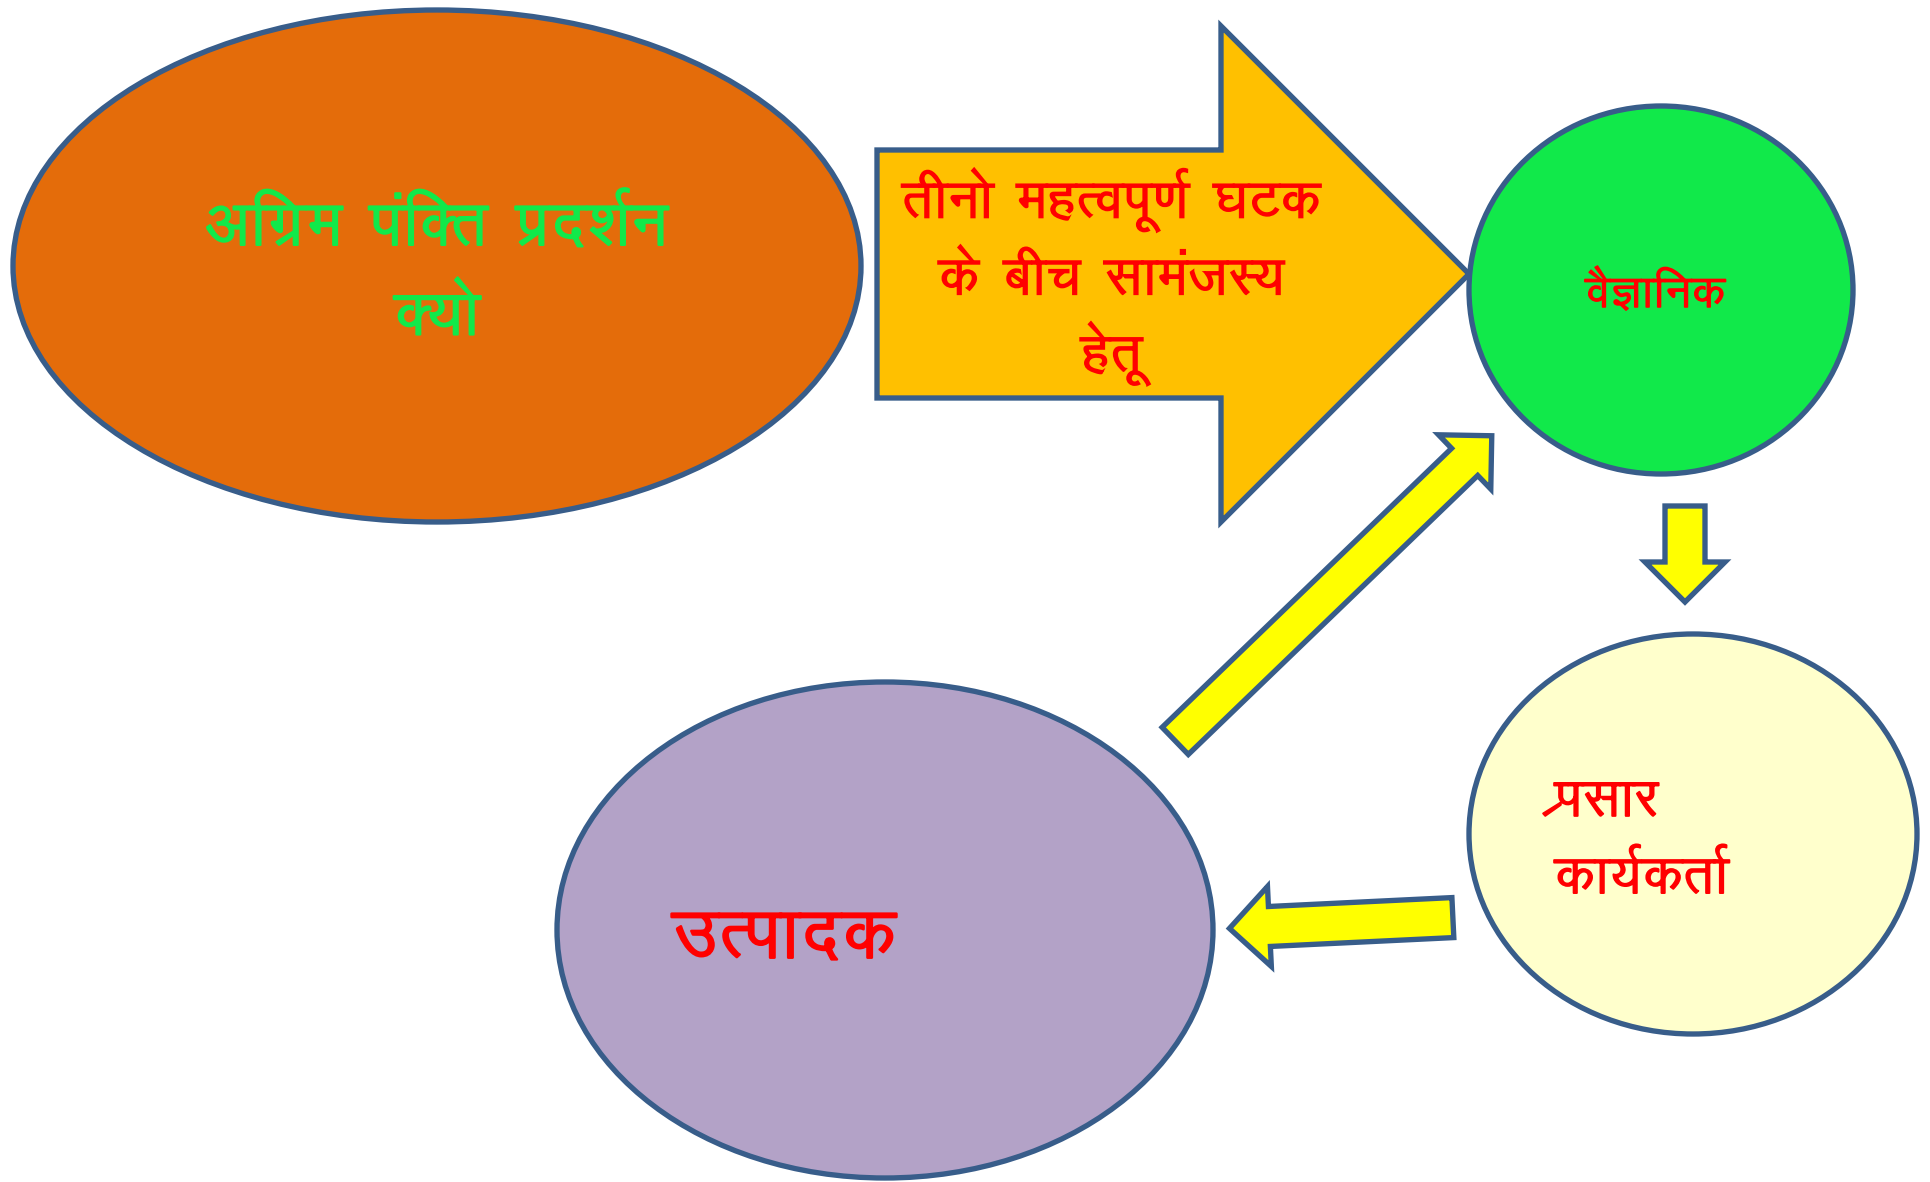 अग्रिम पंक्ति प्रदर्शन
क्यो
तीनो महत्वपूर्ण घटक
के बीच सामंजस्य
हेतू
वैज्ञानिक
प्रसार
कार्यकर्ता
उत्पादक